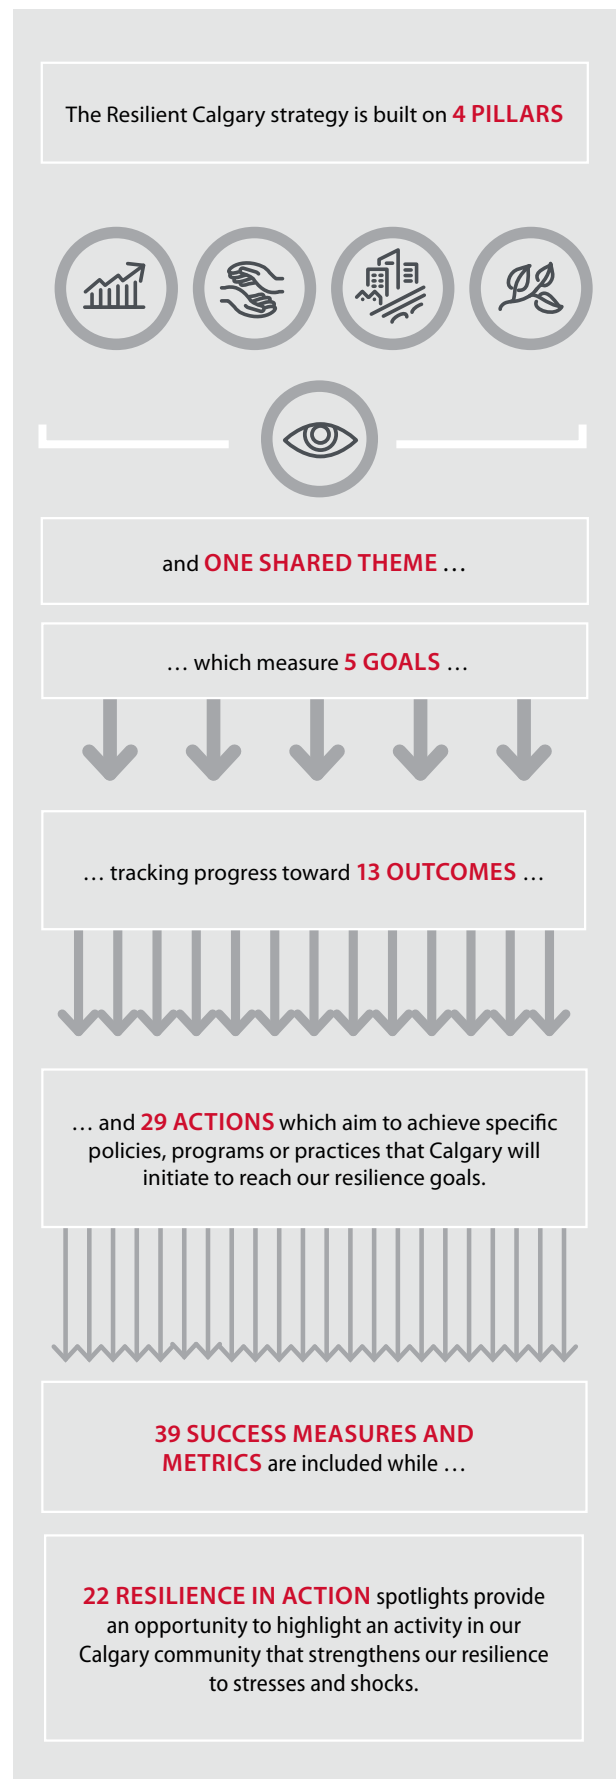 The Resilient Calgary strategy is built on 4 PILLARS
and ONE SHARED THEME …
… which measure 5 GOALS …
… tracking progress toward 13 OUTCOMES …
… and 29 ACTIONS which aim to achieve specific
policies, programs or practices that Calgary will
initiate to reach our resilience goals.
39 SUCCESS MEASURES AND
METRICS are included while …
22 RESILIENCE IN ACTION spotlights provide
an opportunity to highlight an activity in our
Calgary community that strengthens our resilience
to stresses and shocks.